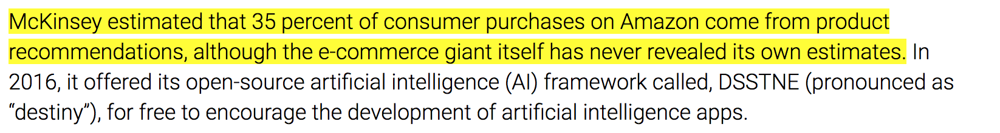 McKinsey estimated that 35 percent of consumer purchases on Amazon come from product
recommendations, although the e-commerce giant itself has never revealed its own estimates. In
2016, it offered its open-source artificial intelligence (AI) framework called, DSSTNE (pronounced as
“destiny”), for free to encourage the development of artificial intelligence apps.